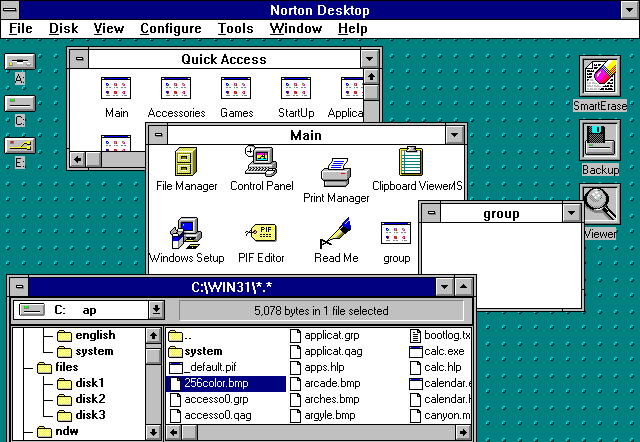 Norton Desktop
File Disk View Configure Tools Window Help
A:
C:
E:
Quick Access
Main Accessories Games StartUp Applica
Main
File Manager Control Panel Print Manager Clipboard Viewer
Windows Setup PIF Editor Read Me group
SmartErase
Backup
Viewer
group
C:\WIN31\*.*
C: ap
5,078 bytes in 1 file selected
english
system
files
disk1
disk2
disk3
ndw
..
system
_default.pif
256color.bmp
accesso0.grp
accesso0.qag
applicat.grp
applicat.qag
apps.hlp
arcade.bmp
arches.bmp
argyle.bmp
bootlog.tx
calc.exe
calc.hlp
calendar.e
calendar.h
canyon.m